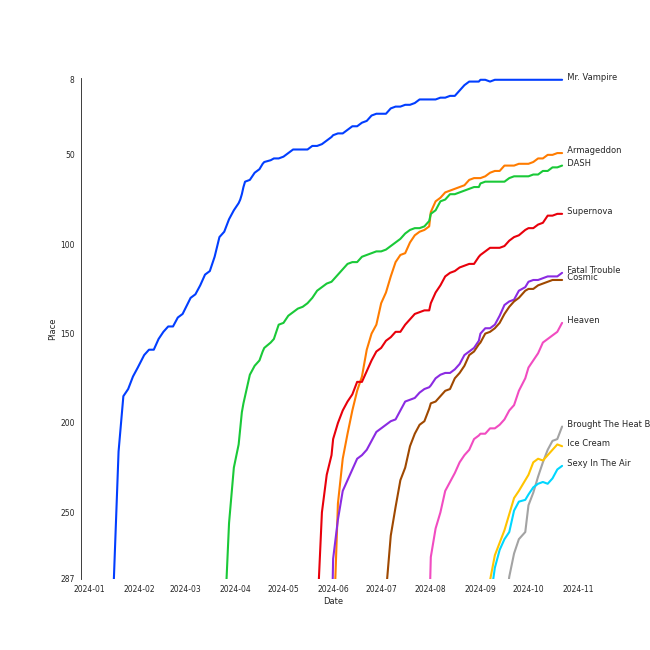 8
50
100
150
200
250
287
Place
2024-01
2024-02
2024-03
2024-04
2024-05
2024-06
2024-07
2024-08
2024-09
2024-10
2024-11
Date
Mr. Vampire
Armageddon
DASH
Supernova
Fatal Trouble
Cosmic
Heaven
Brought The Heat B
Ice Cream
Sexy In The Air